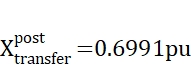 X_transfer^post = 0.6991pu